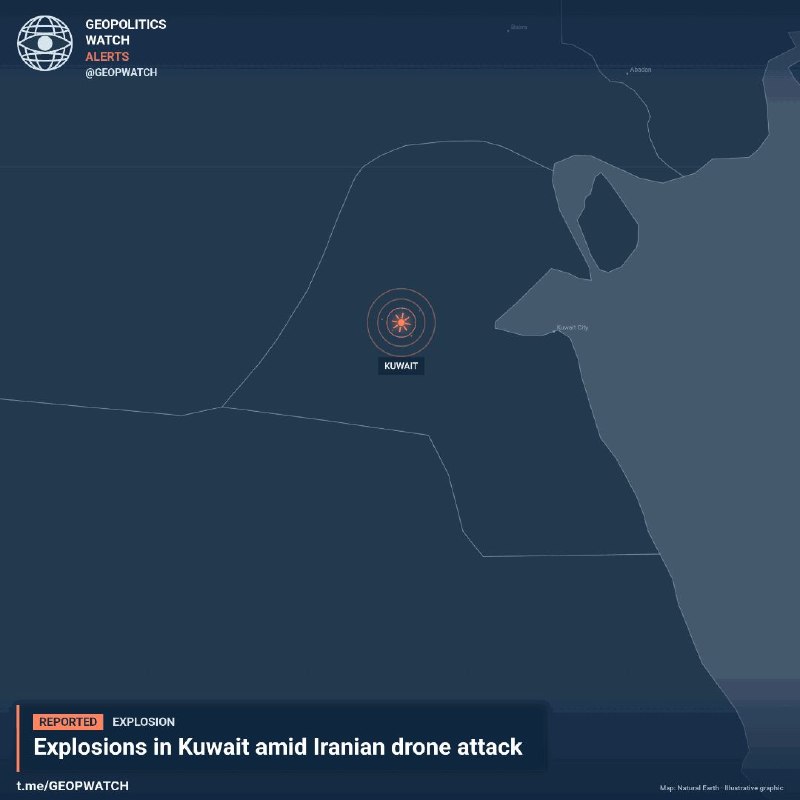 GEOPOLITICS
WATCH
ALERTS
@GEOPWATCH
Abadan
Kuwait City
KUWAIT
REPORTED EXPLOSION
Explosions in Kuwait amid Iranian drone attack
t.me/GEOPWATCH
Map: Natural Earth · Illustrative graphic